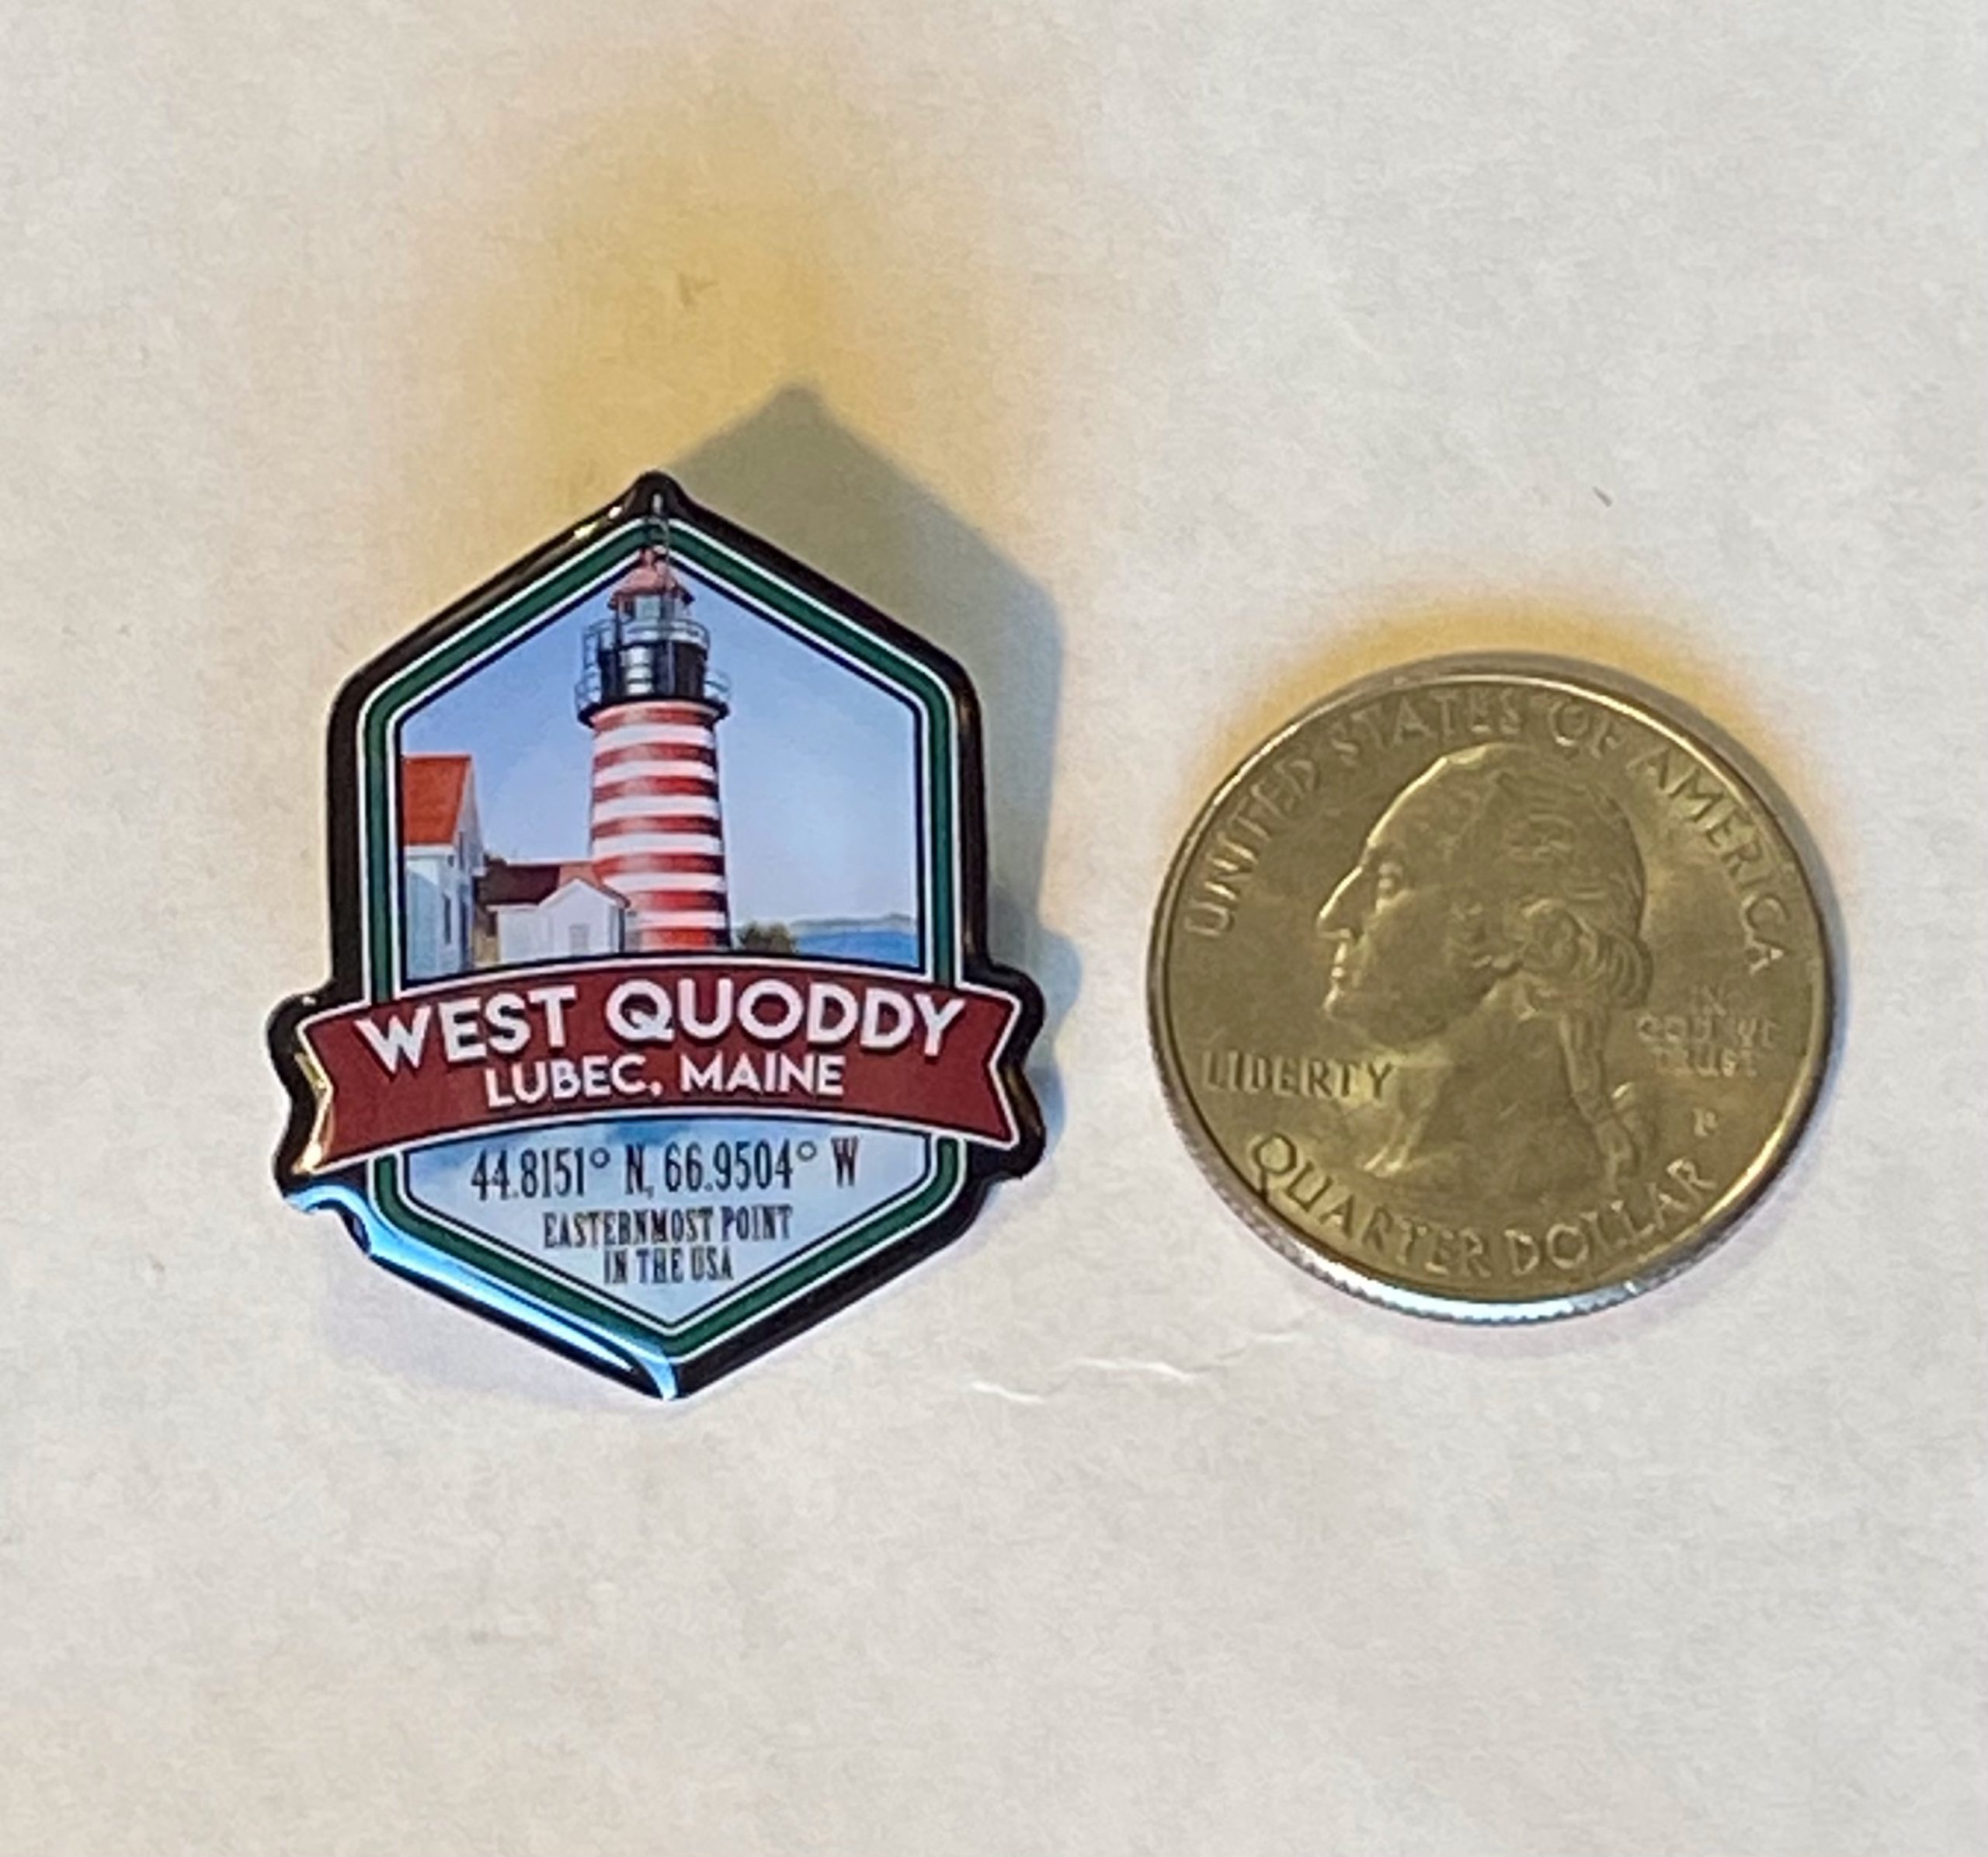 WEST QUODDY
LUBEC, MAINE
44.8151° N, 66.9504° W
EASTERNMOST POINT
IN THE USA
UNITED STATES OF AMERICA
LIBERTY
IN
GOD WE
TRUST
P
QUARTER DOLLAR